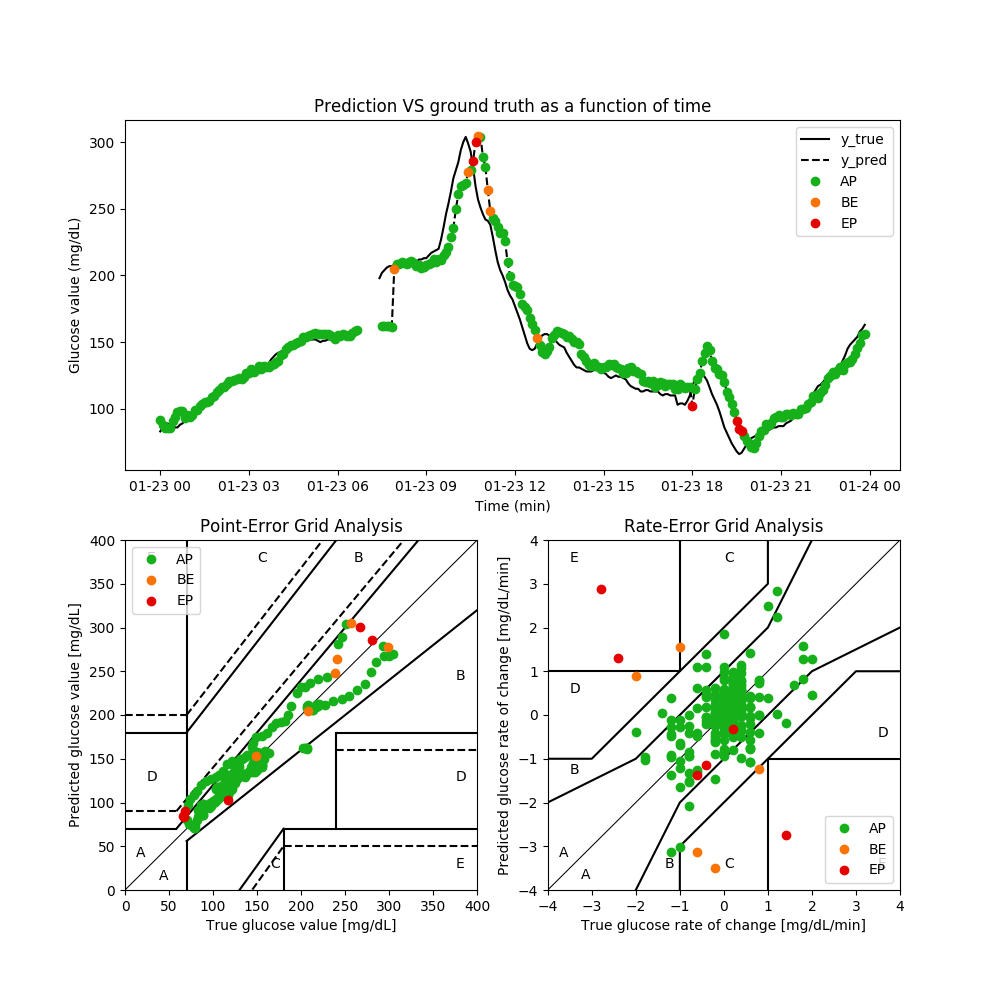 Prediction VS ground truth as a function of time
Glucose value (mg/dL)
300
250
200
150
100
y_true
y_pred
AP
BE
EP
01-23 00 01-23 03 01-23 06 01-23 09 01-23 12 01-23 15 01-23 18 01-23 21 01-24 00
Time (min)
Point-Error Grid Analysis
Predicted glucose value [mg/dL]
400
350
300
250
200
150
100
50
0
AP
BE
EP
C
B
B
D
D
A
A
C
E
0 50 100 150 200 250 300 350 400
True glucose value [mg/dL]
Rate-Error Grid Analysis
Predicted glucose rate of change [mg/dL/min]
4
3
2
1
0
−1
−2
−3
−4
E
C
D
D
B
A
A
B
C
E
AP
BE
EP
−4 −3 −2 −1 0 1 2 3 4
True glucose rate of change [mg/dL/min]